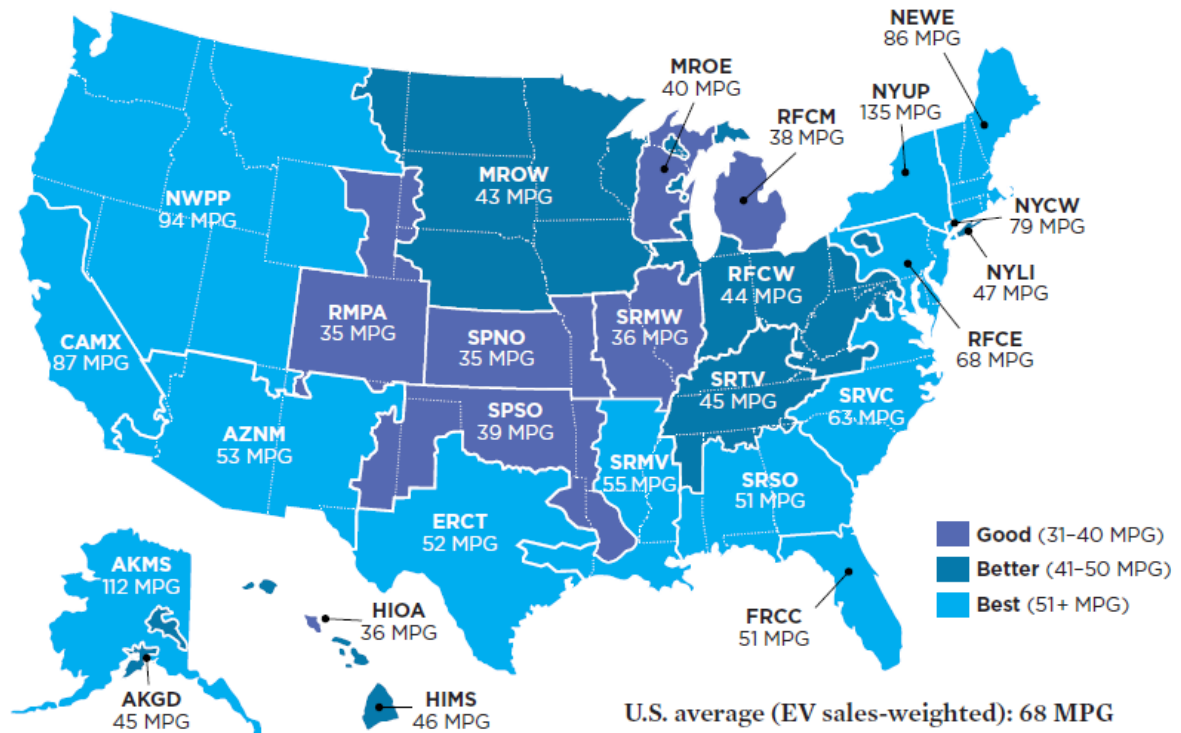 NEWE
86 MPG
MROE
40 MPG
NYUP
135 MPG
RFCM
38 MPG
NWPP
94 MPG
MROW
43 MPG
NYCW
79 MPG
NYLI
47 MPG
RFCW
44 MPG
RMPA
35 MPG
SRMW
36 MPG
SPNO
35 MPG
RFCE
68 MPG
CAMX
87 MPG
SRTV
45 MPG
SRVC
63 MPG
SPSO
39 MPG
AZNM
53 MPG
SRMV
55 MPG
SRSO
51 MPG
ERCT
52 MPG
Good (31–40 MPG)
Better (41–50 MPG)
Best (51+ MPG)
AKMS
112 MPG
HIOA
36 MPG
FRCC
51 MPG
AKGD
45 MPG
HIMS
46 MPG
U.S. average (EV sales-weighted): 68 MPG